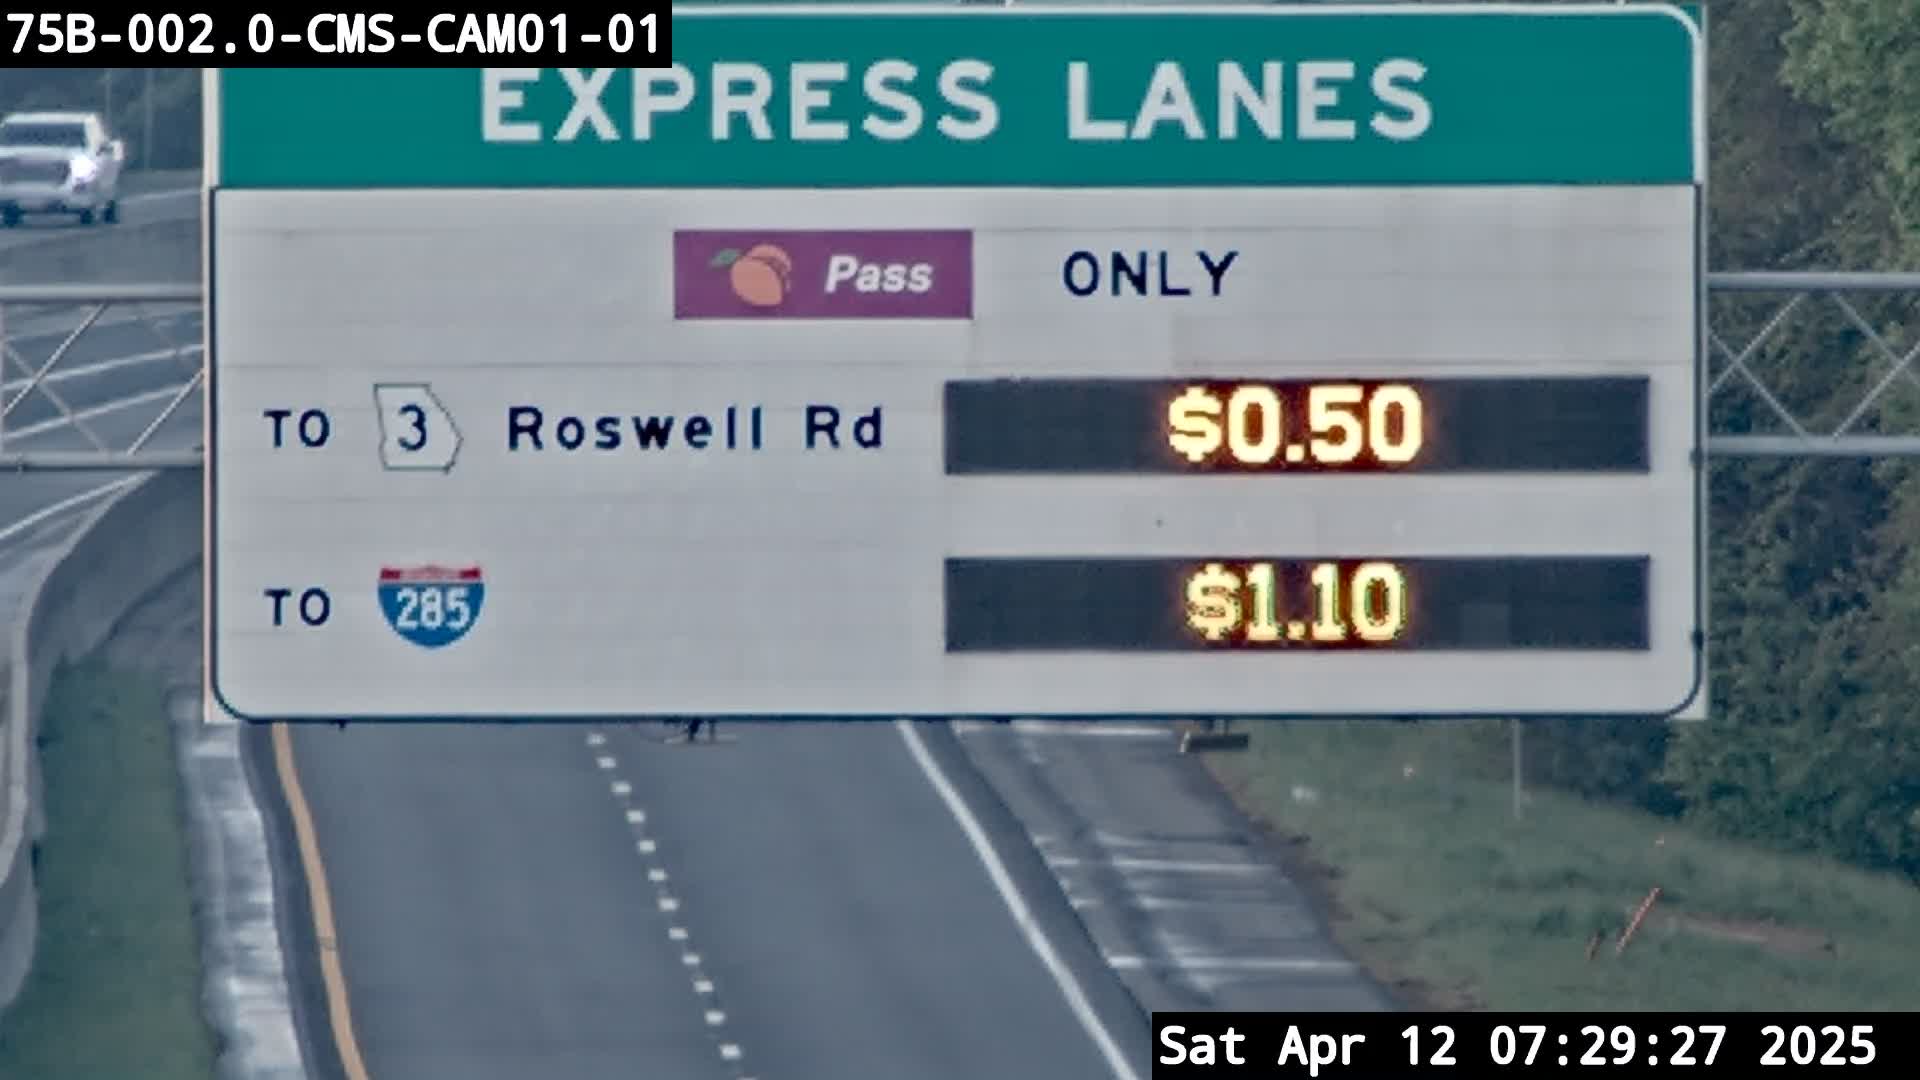 75B-002.0-CMS-CAM01-01
EXPRESS LANES
Pass ONLY
TO 3 Roswell Rd $0.50
TO 285 $1.10
Sat Apr 12 07:29:27 2025